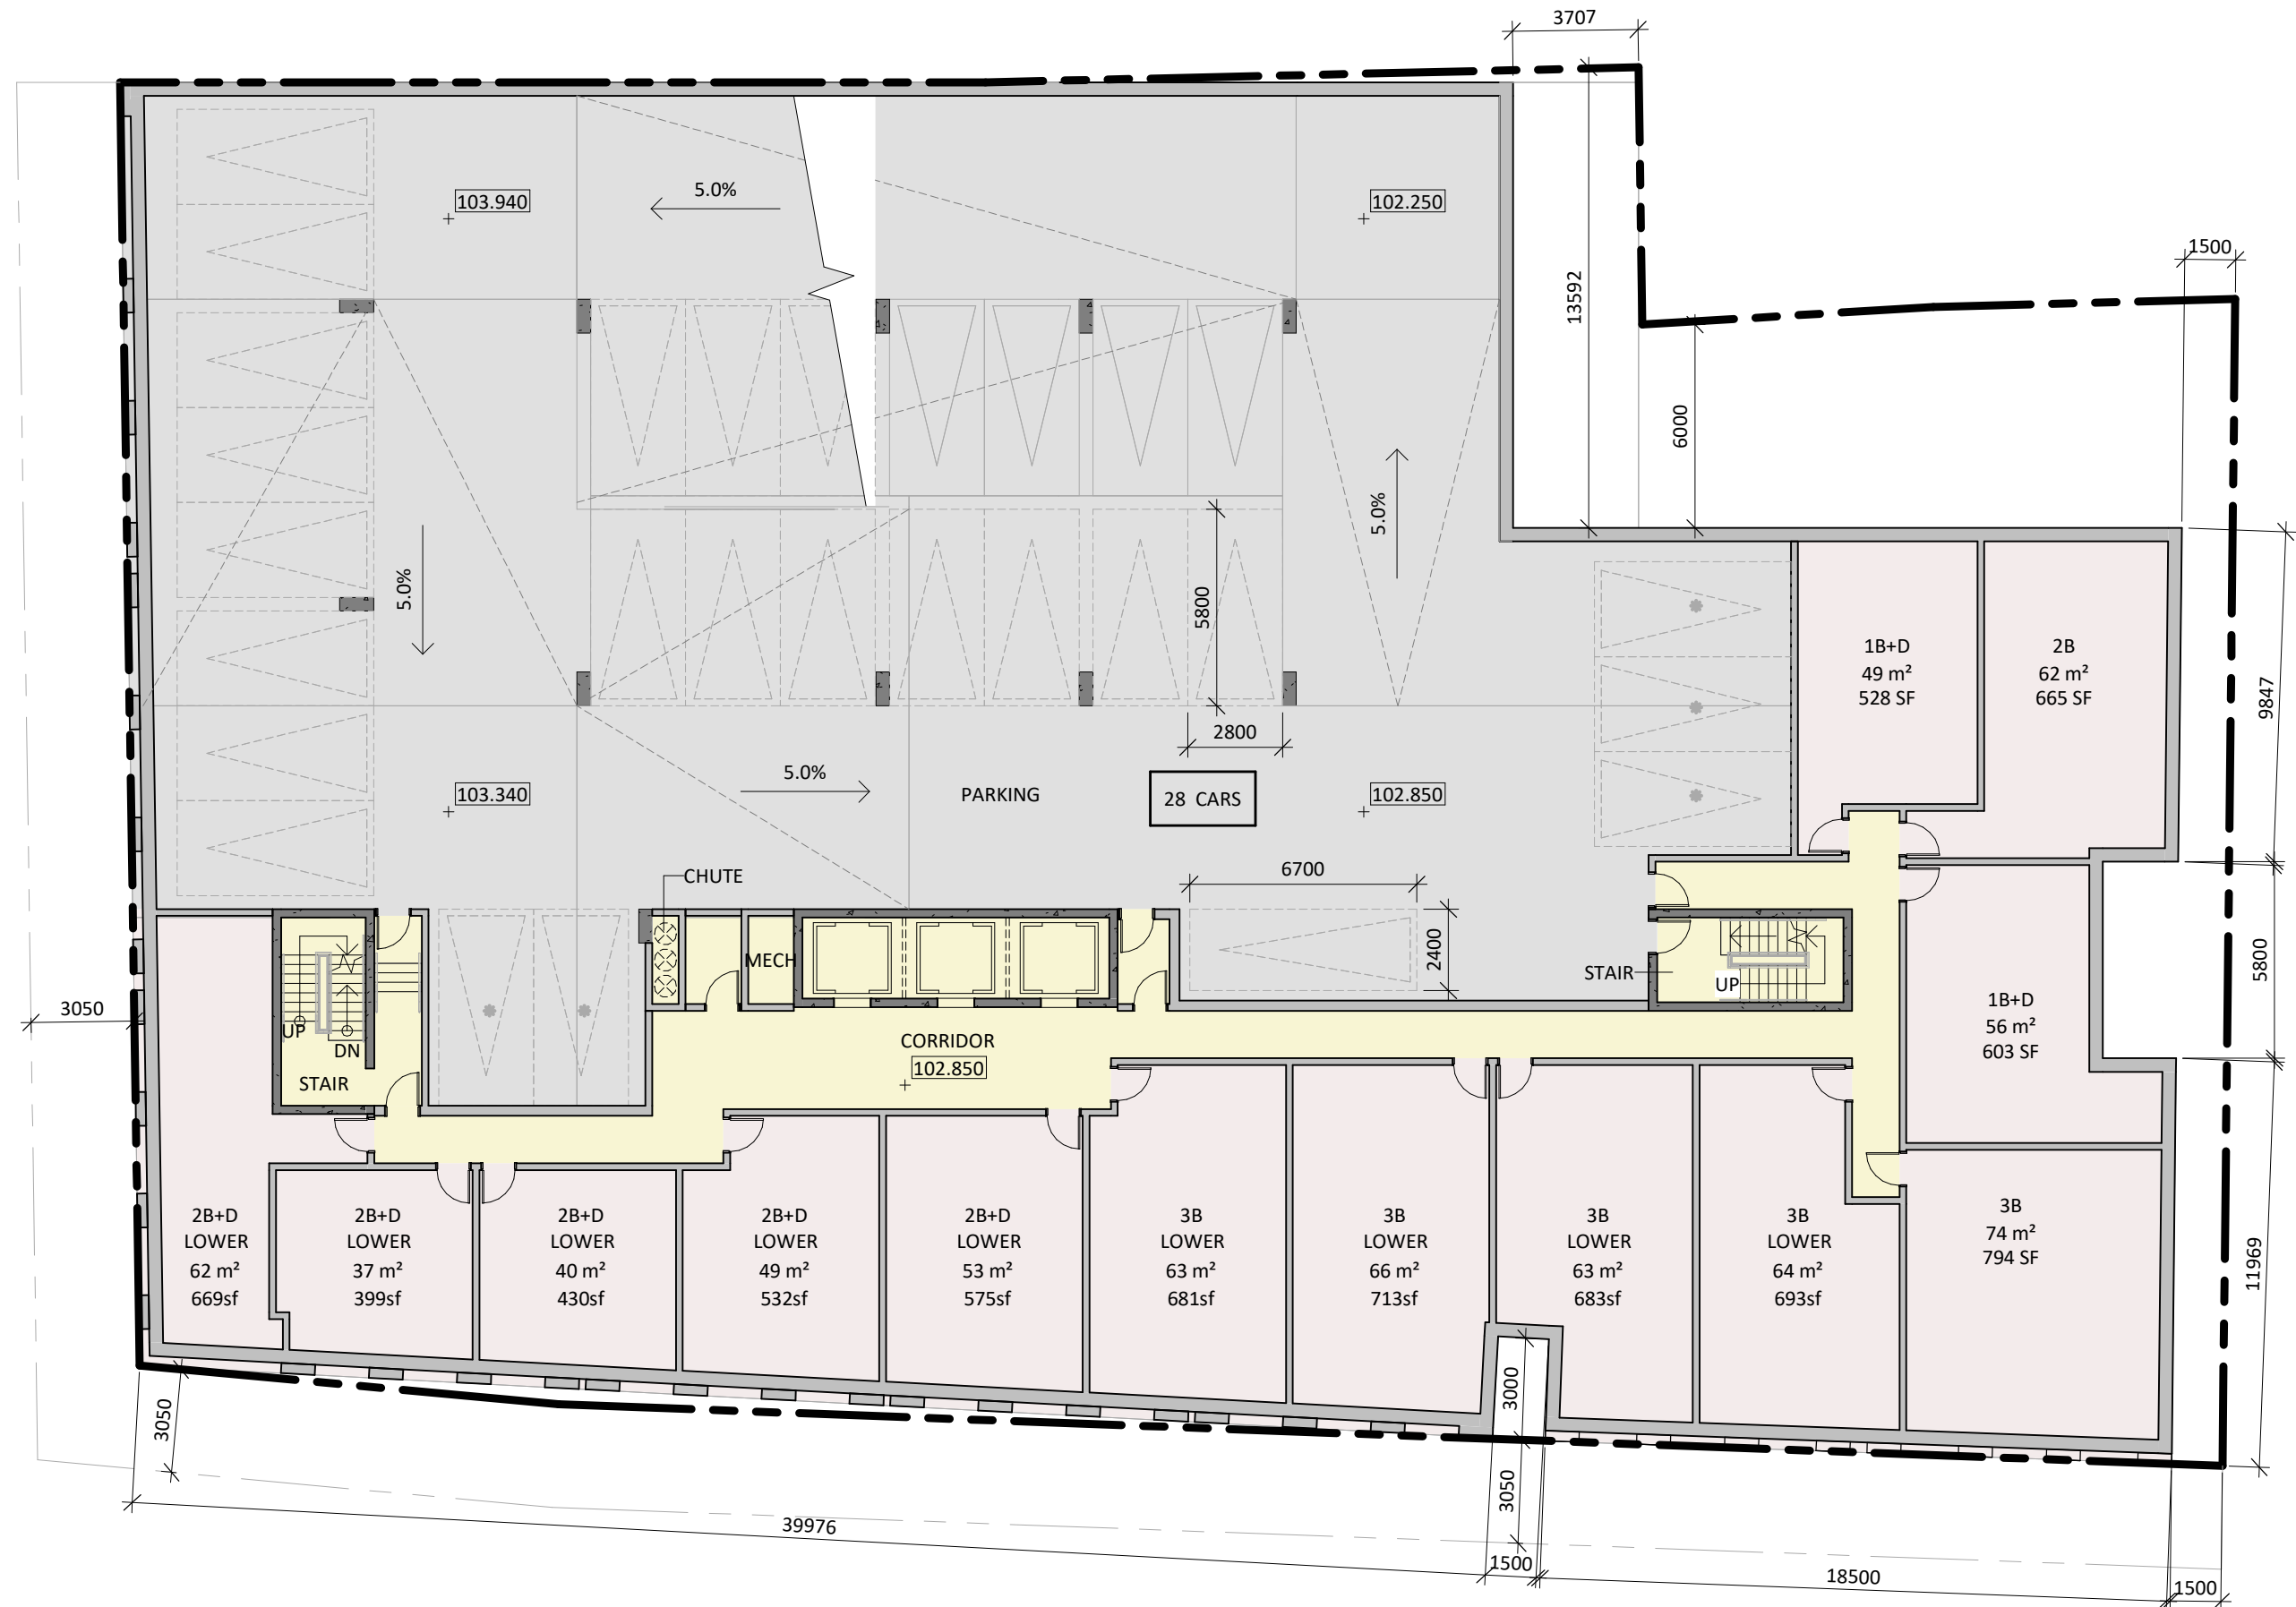 3707
1500
103.940
5.0%
102.250
13592
6000
5.0%
5.0%
5800
1B+D
49 m²
528 SF
2B
62 m²
665 SF
9847
2800
5.0%
PARKING
28 CARS
103.340
102.850
CHUTE
6700
2400
MECH
STAIR
UP
5800
3050
UP
DN
STAIR
CORRIDOR
102.850
1B+D
56 m²
603 SF
2B+D
LOWER
62 m²
669sf
2B+D
LOWER
37 m²
399sf
2B+D
LOWER
40 m²
430sf
2B+D
LOWER
49 m²
532sf
2B+D
LOWER
53 m²
575sf
3B
LOWER
63 m²
681sf
3B
LOWER
66 m²
713sf
3B
LOWER
63 m²
683sf
3B
LOWER
64 m²
693sf
3B
74 m²
794 SF
11969
3050
3000
3050
39976
1500
18500
1500